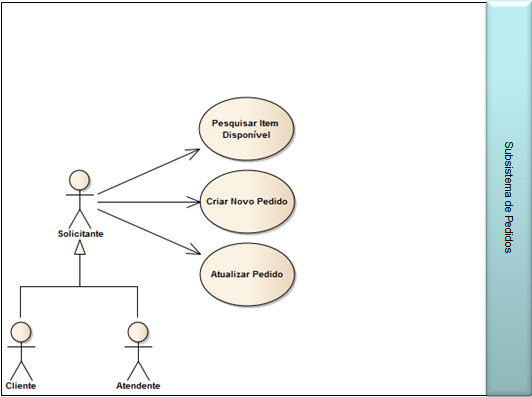 Pesquisar Item
Disponível
Criar Novo Pedido
Solicitante
Atualizar Pedido
Cliente
Atendente
Subsistema de Pedidos